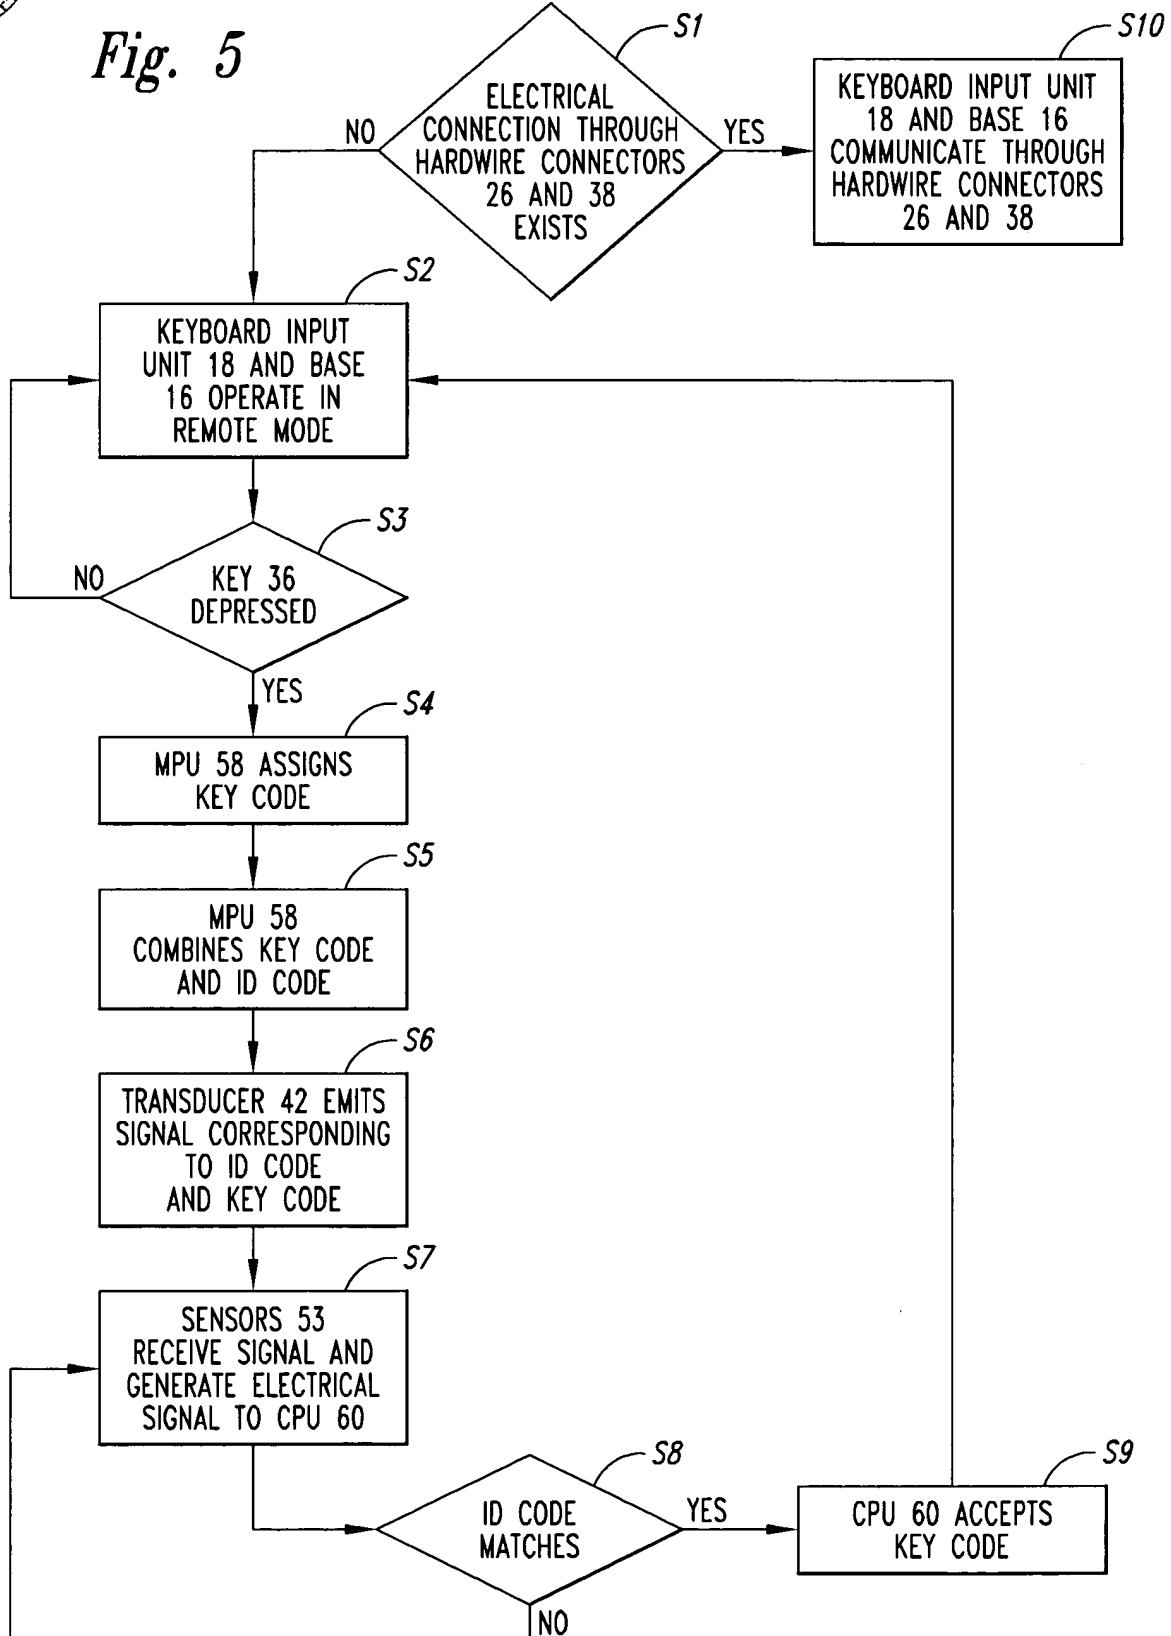 Fig. 5
S1
ELECTRICAL
CONNECTION THROUGH
HARDWIRE CONNECTORS
26 AND 38
EXISTS
NO
YES
S10
KEYBOARD INPUT UNIT
18 AND BASE 16
COMMUNICATE THROUGH
HARDWIRE CONNECTORS
26 AND 38
S2
KEYBOARD INPUT
UNIT 18 AND BASE
16 OPERATE IN
REMOTE MODE
S3
KEY 36
DEPRESSED
NO
YES
S4
MPU 58 ASSIGNS
KEY CODE
S5
MPU 58
COMBINES KEY CODE
AND ID CODE
S6
TRANSDUCER 42 EMITS
SIGNAL CORRESPONDING
TO ID CODE
AND KEY CODE
S7
SENSORS 53
RECEIVE SIGNAL AND
GENERATE ELECTRICAL
SIGNAL TO CPU 60
S8
ID CODE
MATCHES
YES
NO
S9
CPU 60 ACCEPTS
KEY CODE